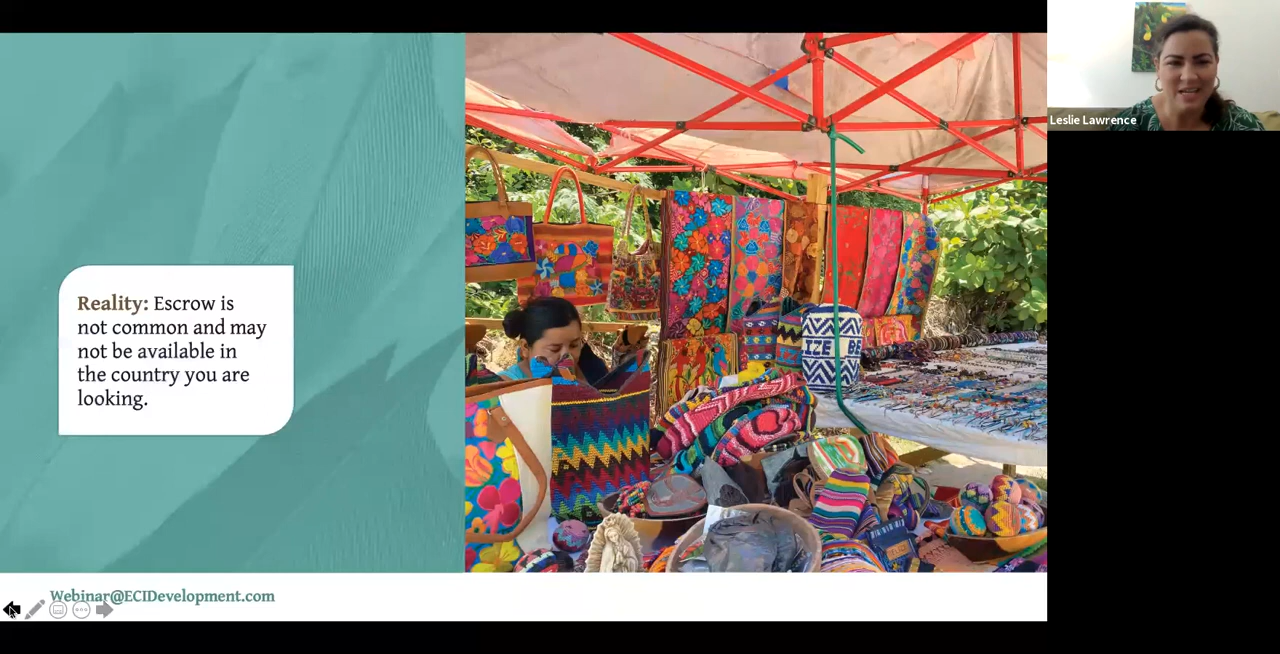 Leslie Lawrence
Reality: Escrow is
not common and may
not be available in
the country you are
looking.
IZE BE
Webinar@ECIDevelopment.com